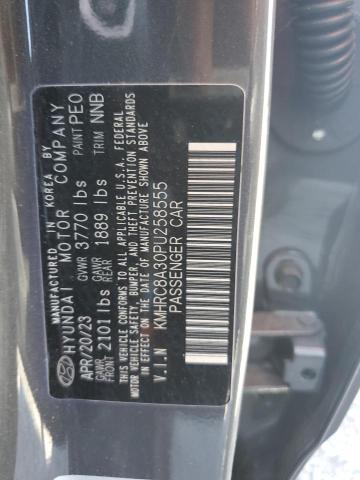 MANUFACTURED IN KOREA BY
HYUNDAI MOTOR COMPANY
APR/20/23 GVWR 3770 lbs PAINT PEO
GAWR FRONT 2101lbs GAWR REAR 1889 lbs TRIM NNB
THIS VEHICLE CONFORMS TO ALL APPLICABLE U.S.A. FEDERAL
MOTOR VEHICLE SAFETY, BUMPER, AND THEFT PREVENTION
STANDARDS IN EFFECT ON THE DATE OF MANUFACTURE SHOWN ABOVE.
V.I.N KMHRC8A30PU258555
PASSENGER CAR